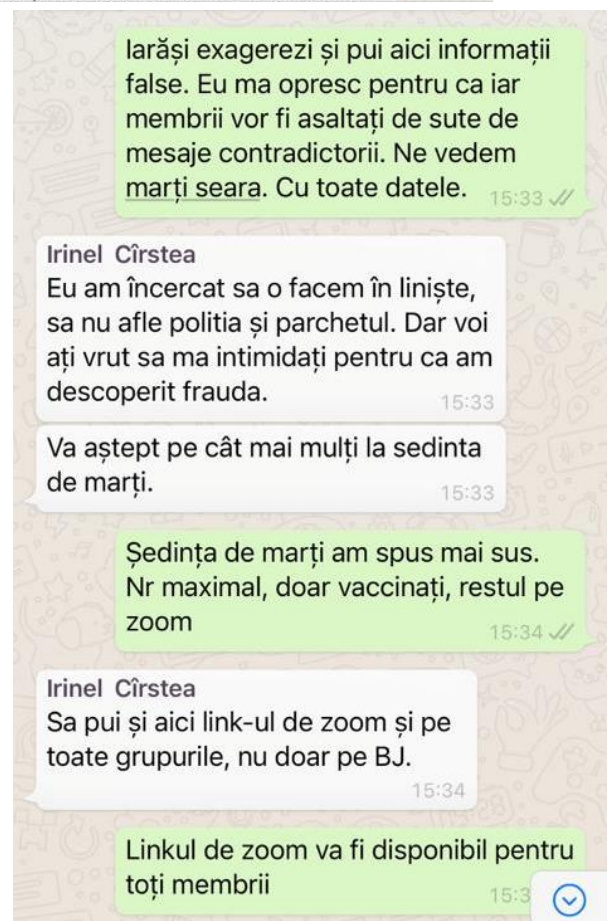 Iarăși exagerezi și pui aici informații
false. Eu ma opresc pentru ca iar
membrii vor fi asaltați de sute de
mesaje contradictorii. Ne vedem
marți seara. Cu toate datele. 15:33
Irinel Cîrstea
Eu am încercat sa o facem în liniște,
sa nu afle politia și parchetul. Dar voi
ați vrut sa ma intimidați pentru ca am
descoperit frauda. 15:33
Va aștept pe cât mai mulți la sedinta
de marți. 15:33
Ședința de marți am spus mai sus.
Nr maximal, doar vaccinați, restul pe
zoom 15:34
Irinel Cîrstea
Sa pui și aici link-ul de zoom și pe
toate grupurile, nu doar pe BJ.
15:34
Linkul de zoom va fi disponibil pentru
toți membrii 15:3